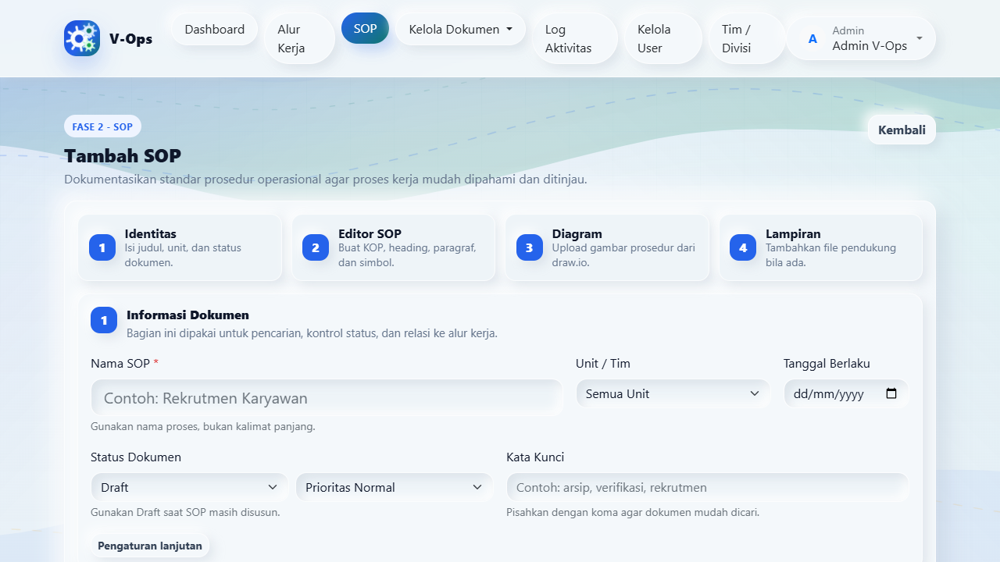 V-Ops
Dashboard
Alur
Kerja
SOP
Kelola Dokumen
Log
Aktivitas
Kelola
User
Tim /
Divisi
A
Admin
Admin V-Ops
FASE 2 - SOP
Kembali
Tambah SOP
Dokumentasikan standar prosedur operasional agar proses kerja mudah dipahami dan ditinjau.
1
Identitas
Isi judul, unit, dan status
dokumen.
2
Editor SOP
Buat KOP, heading, paragraf,
dan simbol.
3
Diagram
Upload gambar prosedur dari
draw.io.
4
Lampiran
Tambahkan file pendukung
bila ada.
1
Informasi Dokumen
Bagian ini dipakai untuk pencarian, kontrol status, dan relasi ke alur kerja.
Nama SOP *
Contoh: Rekrutmen Karyawan
Gunakan nama proses, bukan kalimat panjang.
Unit / Tim
Semua Unit
Tanggal Berlaku
dd/mm/yyyy
Status Dokumen
Draft
Prioritas Normal
Gunakan Draft saat SOP masih disusun.
Kata Kunci
Contoh: arsip, verifikasi, rekrutmen
Pisahkan dengan koma agar dokumen mudah dicari.
Pengaturan lanjutan